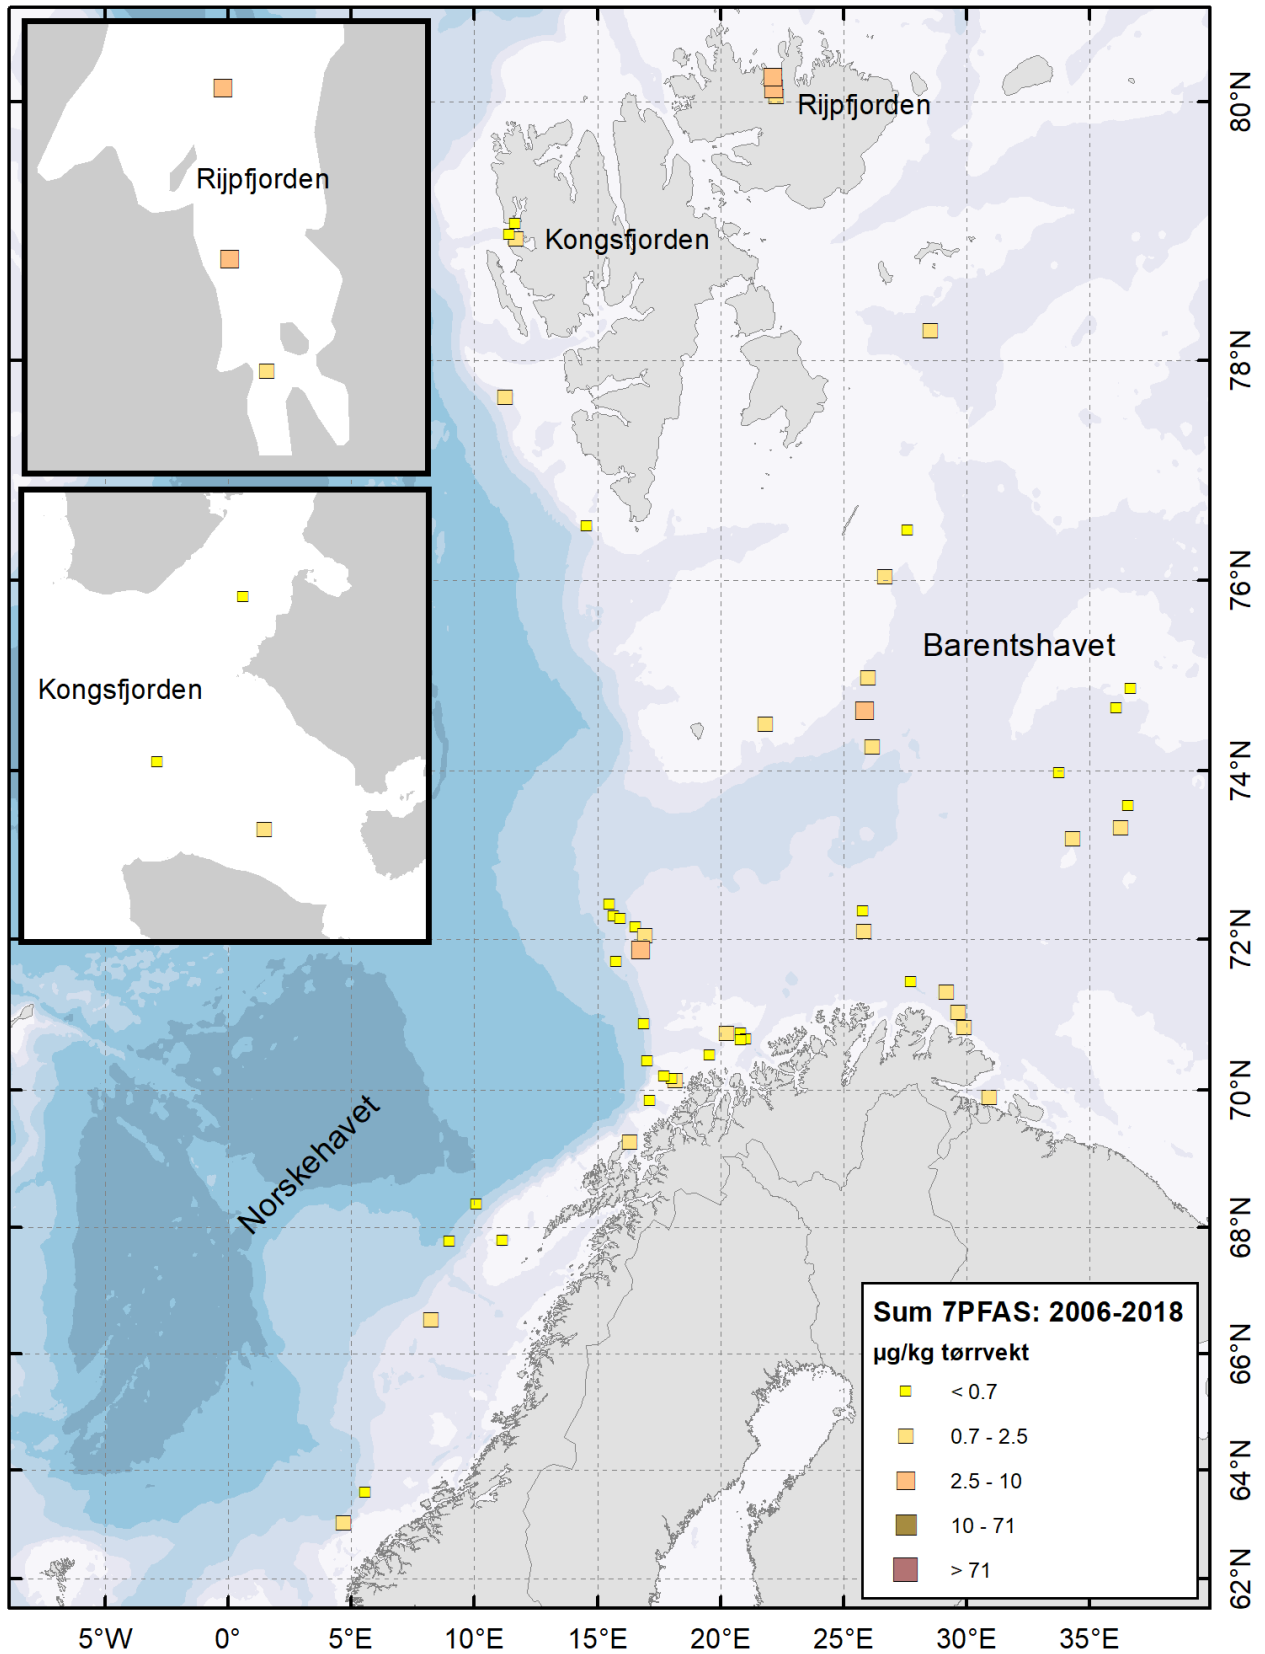 Rijpfjorden
Kongsfjorden
Rijpfjorden
Kongsfjorden
Barentshavet
Norskehavet
Sum 7PFAS: 2006-2018
µg/kg tørrvekt
< 0.7
0.7 - 2.5
2.5 - 10
10 - 71
> 71
80°N
78°N
76°N
74°N
72°N
70°N
68°N
66°N
64°N
62°N
5°W 0° 5°E 10°E 15°E 20°E 25°E 30°E 35°E